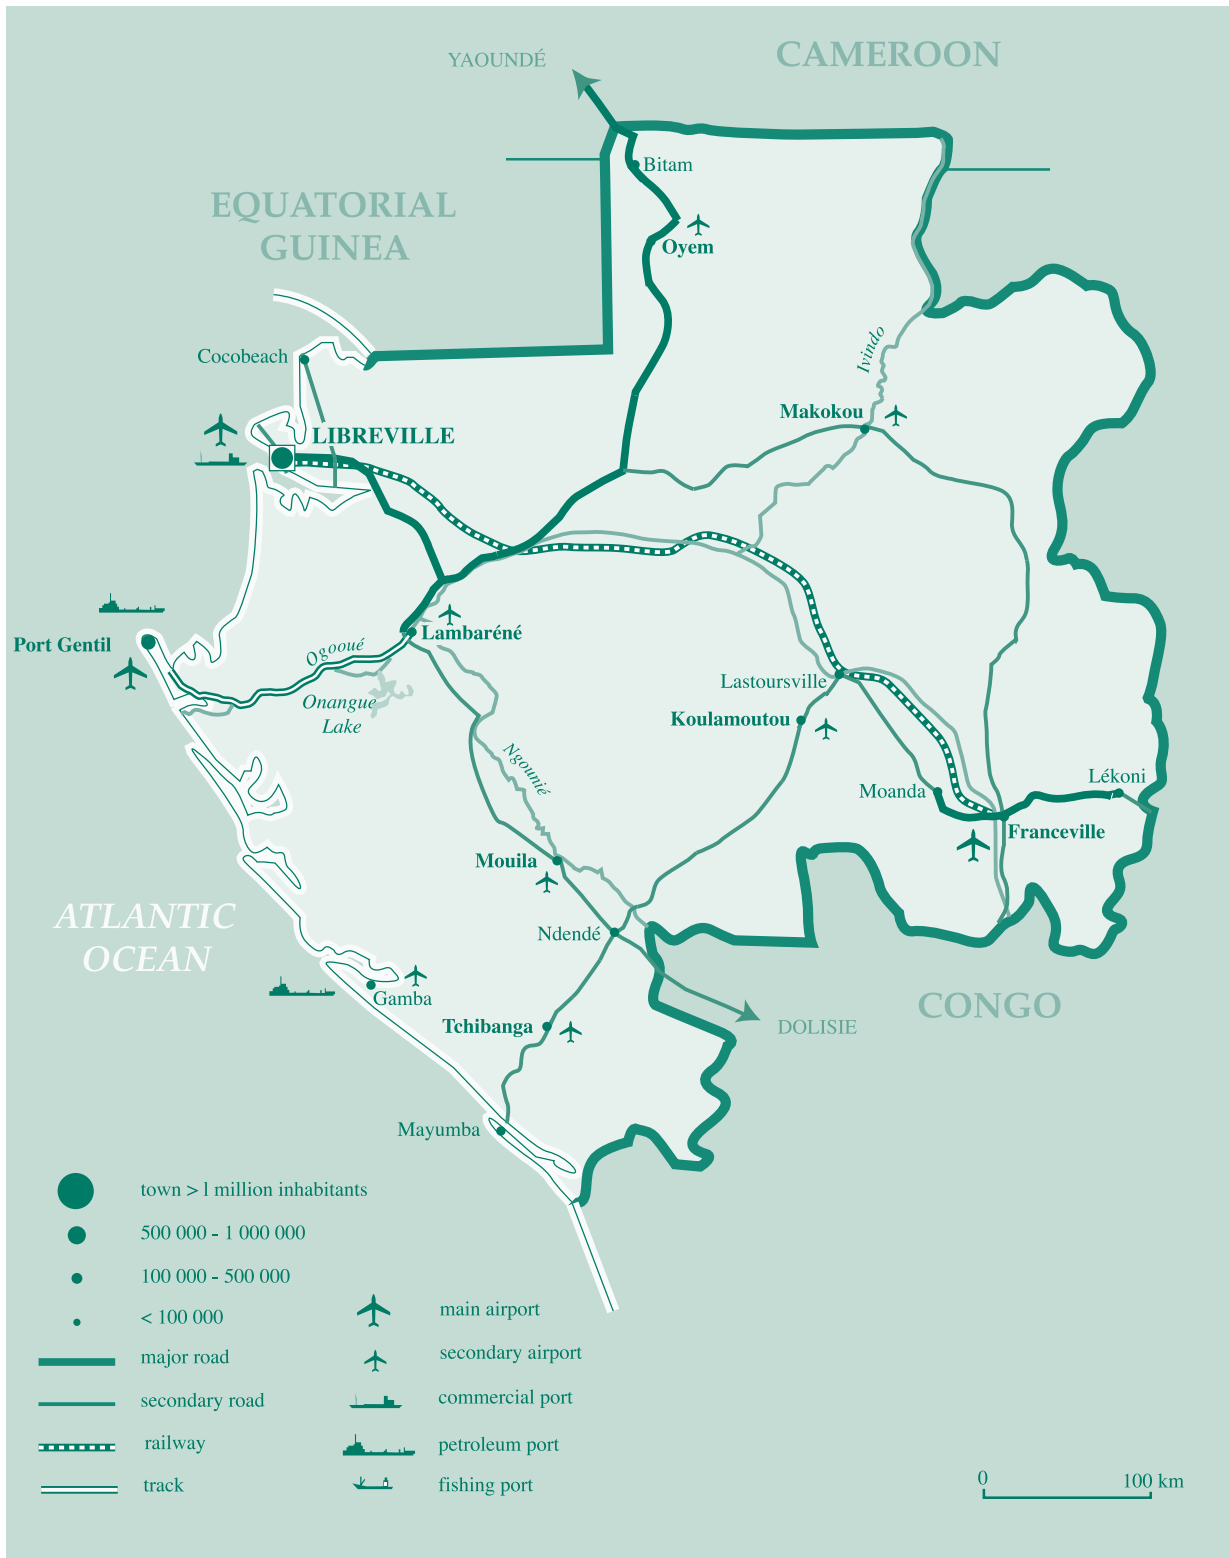 YAOUNDÉ
CAMEROON
Bitam
EQUATORIAL
GUINEA
Oyem
Ivindo
Cocobeach
Makokou
LIBREVILLE
Port Gentil
Lambaréné
Ogooué
Onangue
Lake
Lastoursville
Koulamoutou
Ngounié
Moanda
Lékoni
Franceville
Mouila
ATLANTIC
OCEAN
Ndendé
Gamba
CONGO
Tchibanga
DOLISIE
Mayumba
town > l million inhabitants
500 000 - 1 000 000
100 000 - 500 000
< 100 000
major road
secondary road
railway
track
main airport
secondary airport
commercial port
petroleum port
fishing port
0 100 km